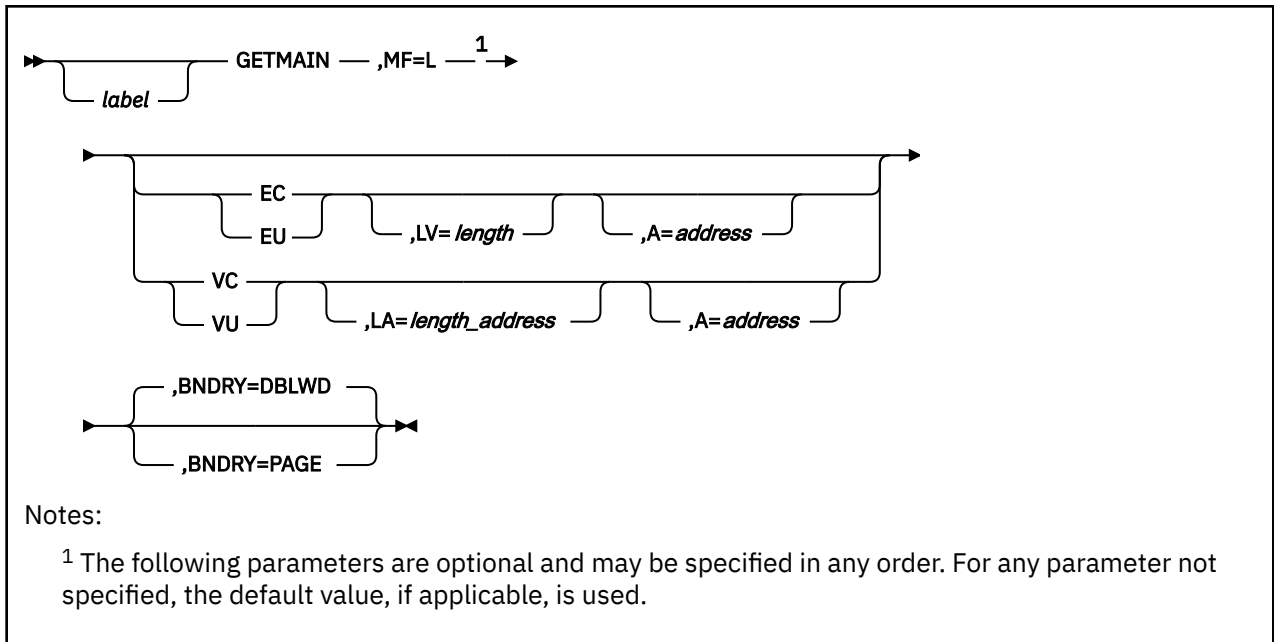 1
GETMAIN ,MF=L
label
EC
EU ,LV= length ,A= address
VC
VU ,LA= length_address ,A= address
,BNDRY=DBLWD
,BNDRY=PAGE
Notes:
1 The following parameters are optional and may be specified in any order. For any parameter not
specified, the default value, if applicable, is used.